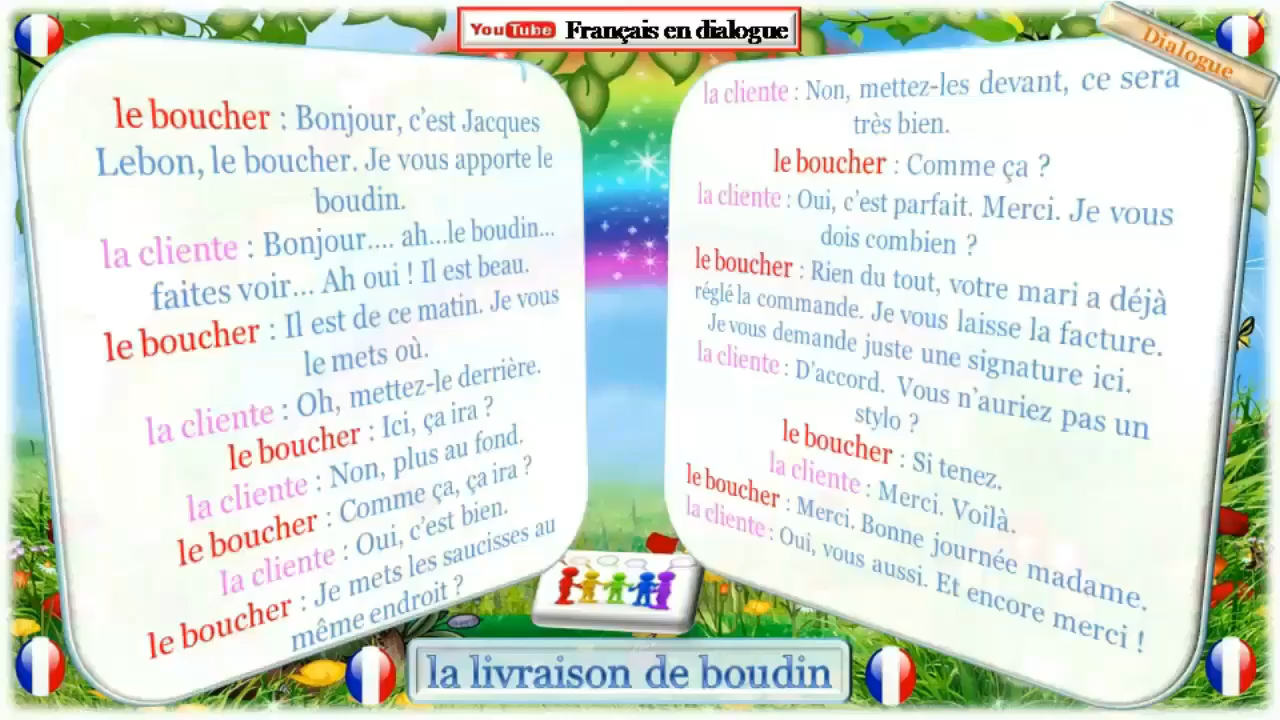 YouTube Français en dialogue
Dialogue
le boucher : Bonjour, c'est Jacques
Lebon, le boucher. Je vous apporte le
boudin.
la cliente : Bonjour.... ah...le boudin...
faites voir... Ah oui ! Il est beau.
le boucher : Il est de ce matin. Je vous
le mets où.
la cliente : Oh, mettez-le derrière.
le boucher : Ici, ça ira ?
la cliente : Non, plus au fond.
le boucher : Comme ça, ça ira ?
la cliente : Oui, c'est bien.
le boucher : Je mets les saucisses au
même endroit ?
la cliente : Non, mettez-les devant, ce sera
très bien.
le boucher : Comme ça ?
la cliente : Oui, c'est parfait. Merci. Je vous
dois combien ?
le boucher : Rien du tout, votre mari a déjà
réglé la commande. Je vous laisse la facture.
Je vous demande juste une signature ici.
la cliente : D'accord. Vous n'auriez pas un
stylo ?
le boucher : Si tenez.
la cliente : Merci. Voilà.
le boucher : Merci. Bonne journée madame.
la cliente : Oui, vous aussi. Et encore merci !
la livraison de boudin